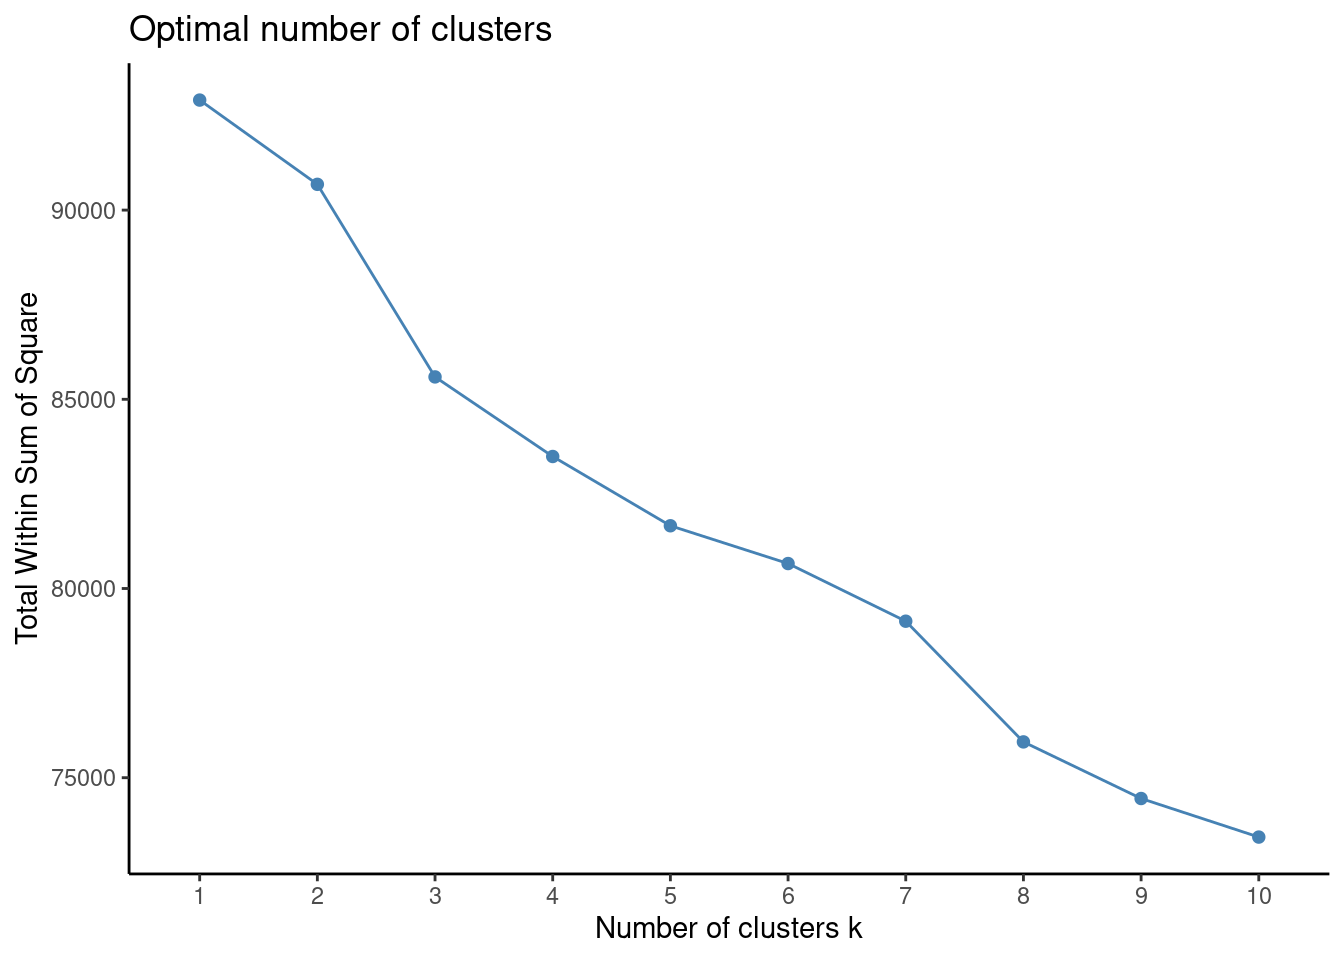 Optimal number of clusters
Total Within Sum of Square
90000
85000
80000
75000
1 2 3 4 5 6 7 8 9 10
Number of clusters k